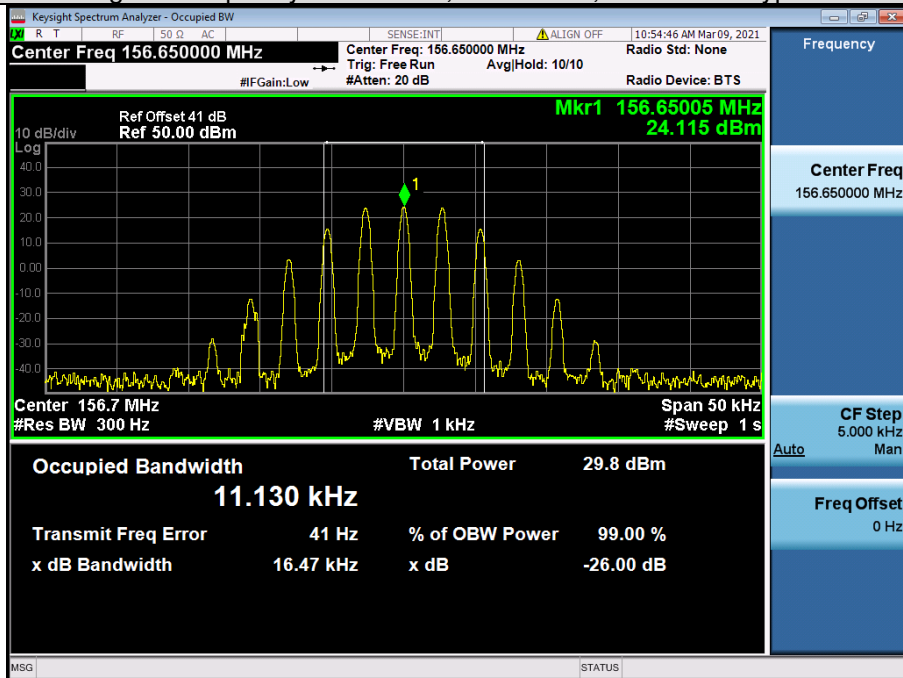 Keysight Spectrum Analyzer - Occupied BW
LXI R T RF 50 Ω AC SENSE:INT ALIGN OFF 10:54:46 AM Mar 09, 2021
Center Freq 156.650000 MHz Center Freq: 156.650000 MHz Radio Std: None
Trig: Free Run Avg|Hold: 10/10
#IFGain:Low #Atten: 20 dB Radio Device: BTS
Frequency
Mkr1 156.65005 MHz
24.115 dBm
Ref Offset 41 dB
10 dB/div Ref 50.00 dBm
Log
40.0
30.0
20.0
10.0
0.00
-10.0
-20.0
-30.0
-40.0
1
Center 156.7 MHz Span 50 kHz
#Res BW 300 Hz #VBW 1 kHz #Sweep 1 s
Occupied Bandwidth Total Power 29.8 dBm
11.130 kHz
Transmit Freq Error 41 Hz % of OBW Power 99.00 %
x dB Bandwidth 16.47 kHz x dB -26.00 dB
Center Freq
156.650000 MHz
CF Step
5.000 kHz
Auto Man
Freq Offset
0 Hz
MSG STATUS